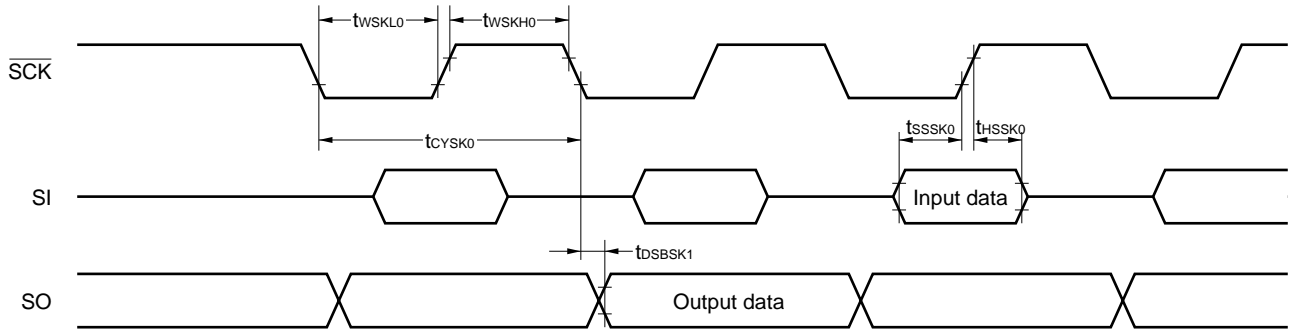 tWSKL0 tWSKH0
SCK
tCYSK0
tSSSK0 tHSSK0
SI
Input data
tDSBSK1
SO
Output data